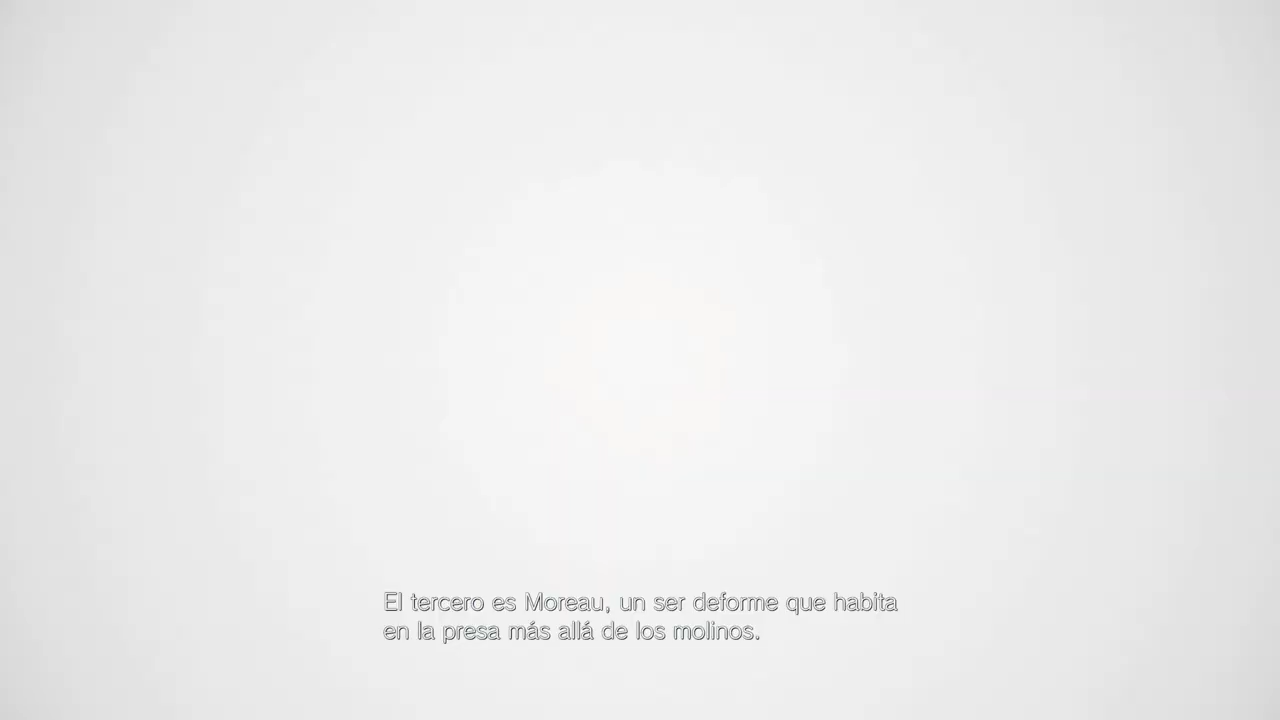 El tercero es Moreau, un ser deforme que habita
en la presa más allá de los molinos.